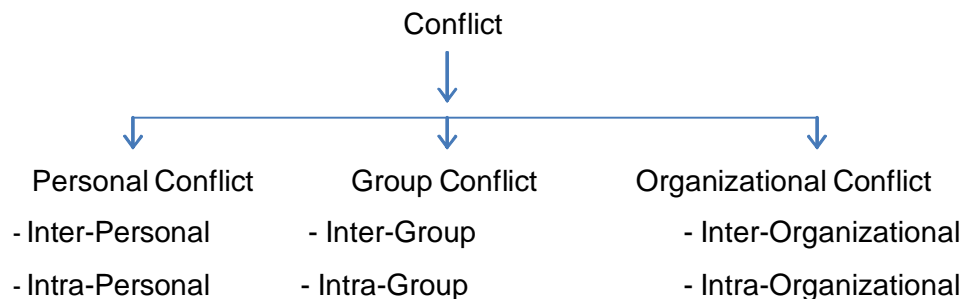 Conflict
Personal Conflict Group Conflict Organizational Conflict
- Inter-Personal - Inter-Group - Inter-Organizational
- Intra-Personal - Intra-Group - Intra-Organizational